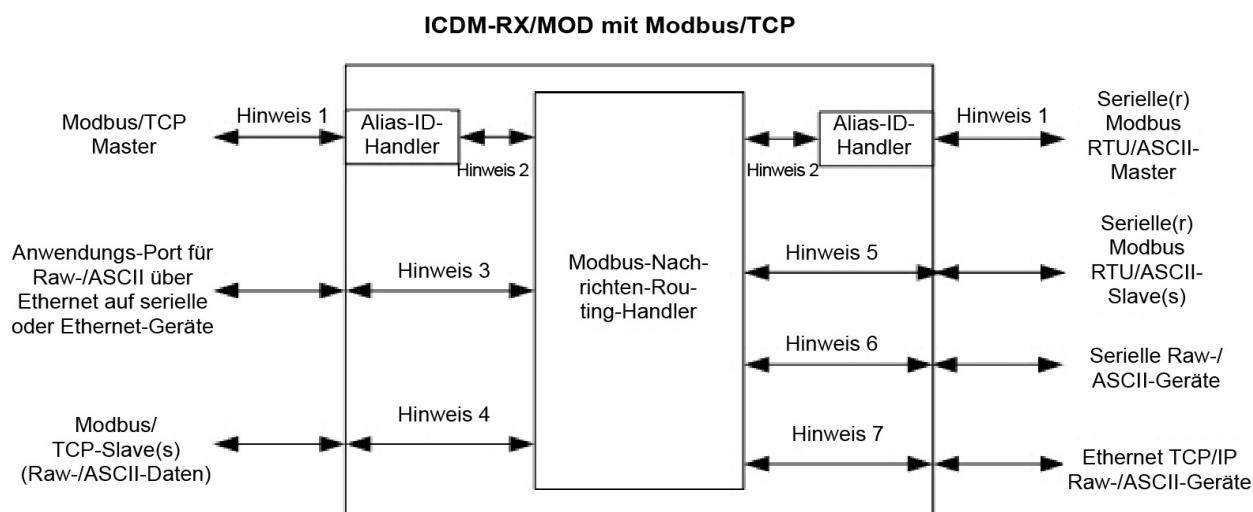 ICDM-RX/MOD mit Modbus/TCP
Modbus/TCP
Master
Hinweis 1
Alias-ID-
Handler
Hinweis 2
Anwendungs-Port für
Raw-/ASCII über
Ethernet auf serielle
oder Ethernet-Geräte
Hinweis 3
Modbus/
TCP-Slave(s)
(Raw-/ASCII-Daten)
Hinweis 4
Modbus-Nach-
richten-Rou-
ting-Handler
Hinweis 2
Alias-ID-
Handler
Hinweis 1
Serielle(r)
Modbus
RTU/ASCII-
Master
Hinweis 5
Serielle(r)
Modbus
RTU/ASCII-
Slave(s)
Hinweis 6
Serielle Raw-/
ASCII-Geräte
Hinweis 7
Ethernet TCP/IP
Raw-/ASCII-Geräte